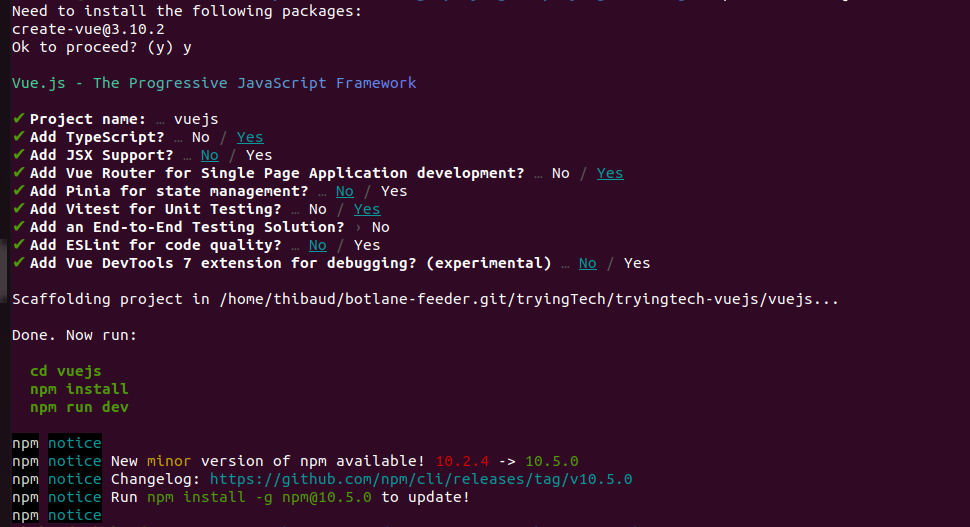 Need to install the following packages:
create-vue@3.10.2
Ok to proceed? (y) y
Vue.js - The Progressive JavaScript Framework
✔ Project name: … vuejs
✔ Add TypeScript? … No / Yes
✔ Add JSX Support? … No / Yes
✔ Add Vue Router for Single Page Application development? … No / Yes
✔ Add Pinia for state management? … No / Yes
✔ Add Vitest for Unit Testing? … No / Yes
✔ Add an End-to-End Testing Solution? › No
✔ Add ESLint for code quality? … No / Yes
✔ Add Vue DevTools 7 extension for debugging? (experimental) … No / Yes
Scaffolding project in /home/thibaud/botlane-feeder.git/tryingTech/tryingtech-vuejs/vuejs...
Done. Now run:
cd vuejs
npm install
npm run dev
npm notice
npm notice New minor version of npm available! 10.2.4 -> 10.5.0
npm notice Changelog: https://github.com/npm/cli/releases/tag/v10.5.0
npm notice Run npm install -g npm@10.5.0 to update!
npm notice